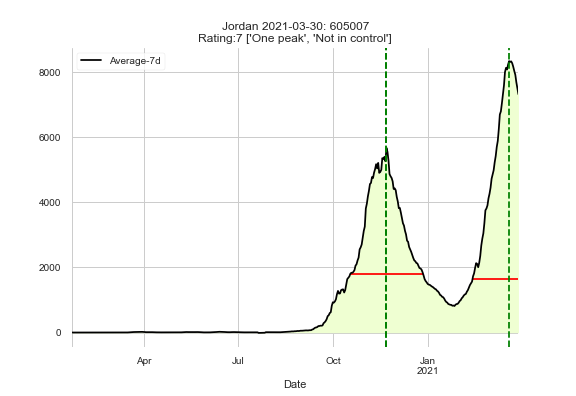 Jordan 2021-03-30: 605007
Rating:7 ['One peak', 'Not in control']
Average-7d
8000
6000
4000
2000
0
Apr
Jul
Oct
Jan
2021
Date